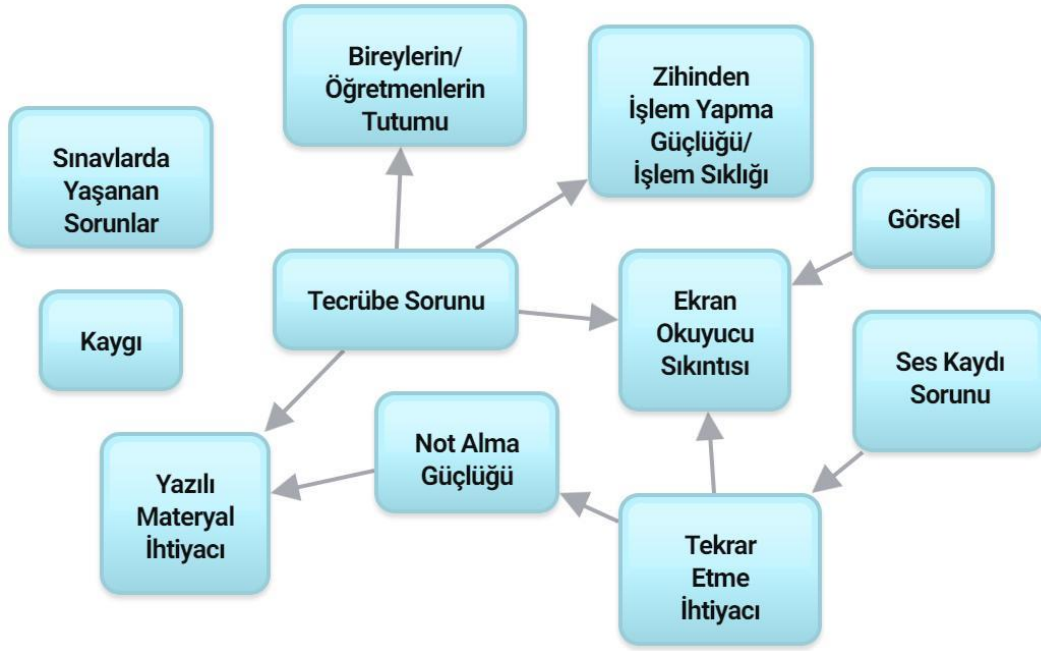 Bireylerin/
Öğretmenlerin
Tutumu
Zihinden
İşlem Yapma
Güçlüğü/
İşlem Sıklığı
Sınavlarda
Yaşanan
Sorunlar
Görsel
Tecrübe Sorunu
Ekran
Okuyucu
Sıkıntısı
Kaygı
Ses Kaydı
Sorunu
Not Alma
Güçlüğü
Yazılı
Materyal
İhtiyacı
Tekrar
Etme
İhtiyacı